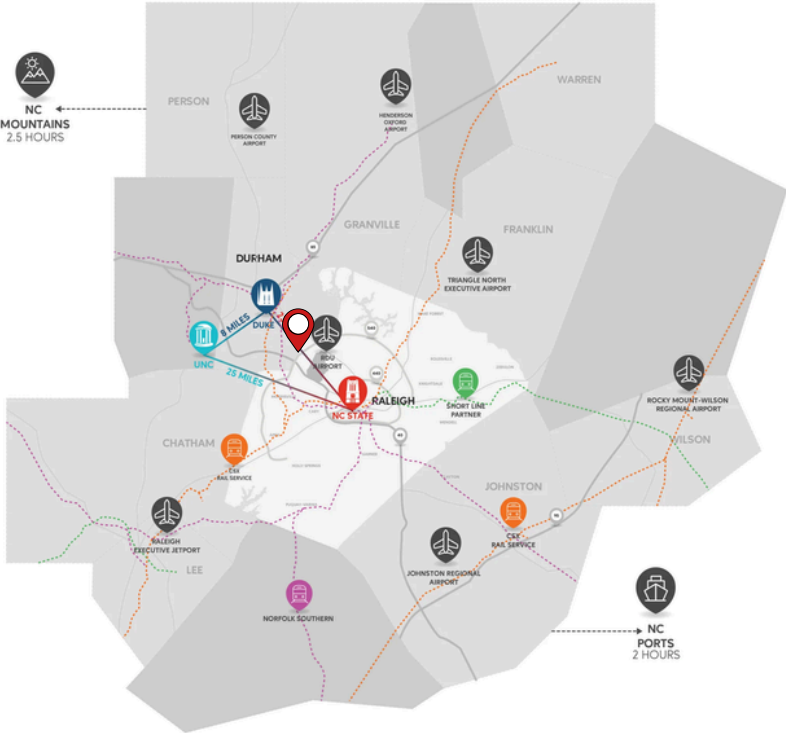 PERSON
WARREN
NC
MOUNTAINS
2.5 HOURS
PERSON COUNTY
AIRPORT
HENDERSON
OXFORD
AIRPORT
GRANVILLE
FRANKLIN
DURHAM
TRIANGLE NORTH
EXECUTIVE AIRPORT
DUKE
8 MILES
RDU
AIRPORT
UNC
25 MILES
NC STATE
RALEIGH
SHORT LINE
PARTNER
ROCKY MOUNT-WILSON
REGIONAL AIRPORT
WILSON
CHATHAM
CSX
RAIL SERVICE
JOHNSTON
CSX
RAIL SERVICE
RALEIGH
EXECUTIVE JETPORT
LEE
JOHNSTON REGIONAL
AIRPORT
NORFOLK SOUTHERN
NC
PORTS
2 HOURS